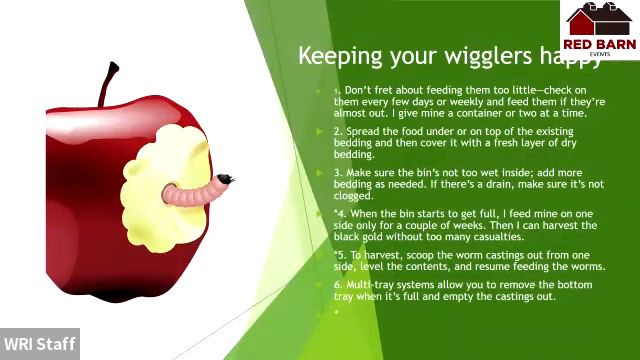 RED BARN
EVENTS
Keeping your wigglers happy
1. Don't fret about feeding them too little—check on
them every few days or weekly and feed them if they're
almost out. I give mine a container or two at a time.
2. Spread the food under or on top of the existing
bedding and then cover it with a fresh layer of dry
bedding.
3. Make sure the bin's not too wet inside; add more
bedding as needed. If there's a drain, make sure it's not
clogged.
*4. When the bin starts to get full, I feed mine on one
side only for a couple of weeks. Then I can harvest the
black gold without too many casualties.
*5. To harvest, scoop the worm castings out from one
side, level the contents, and resume feeding the worms.
6. Multi-tray systems allow you to remove the bottom
tray when it's full and empty the castings out.
*
WRI Staff